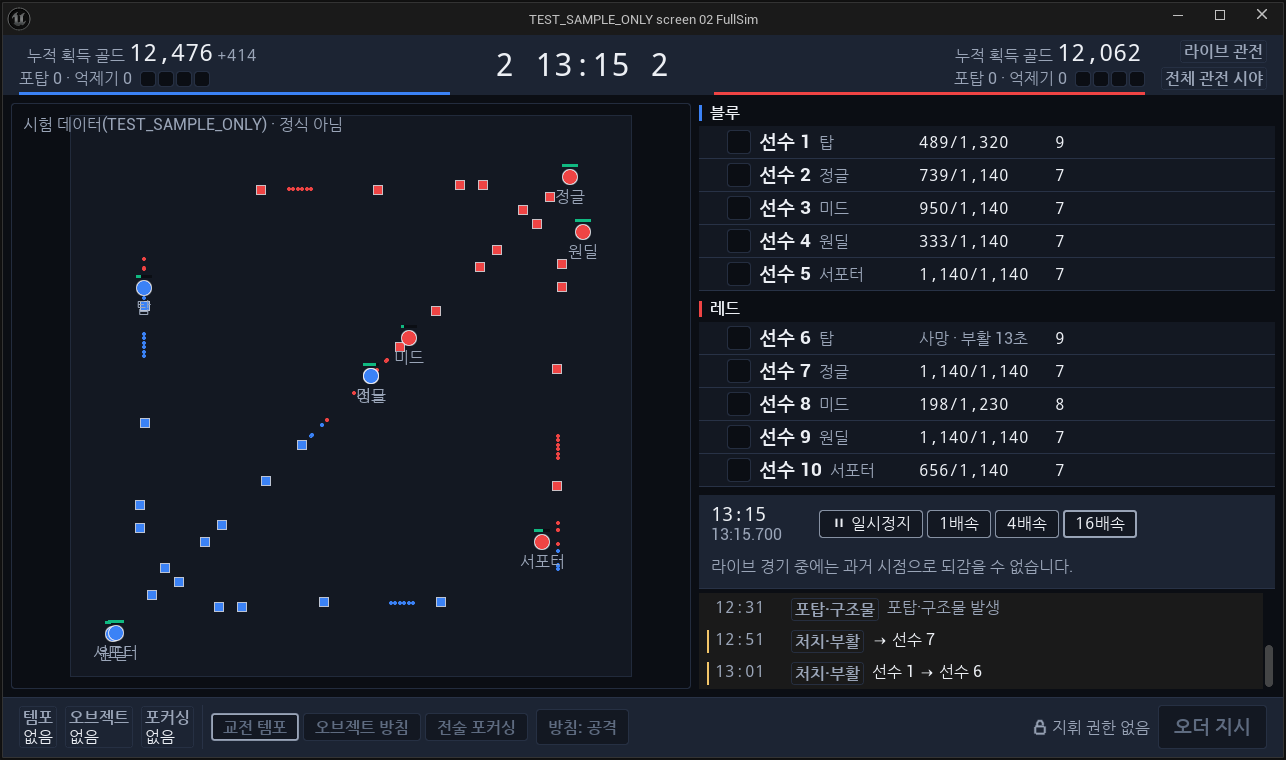 TEST_SAMPLE_ONLY screen 02 FullSim
누적 획득 골드 12,476 +414
포탑 0 · 억제기 0
2 13:15 2
누적 획득 골드 12,062
포탑 0 · 억제기 0
라이브 관전
전체 관전 시야
시험 데이터(TEST_SAMPLE_ONLY) · 정식 아님
정글
원딜
탑
미드
서포터
블루
선수 1 탑 489/1,320 9
선수 2 정글 739/1,140 7
선수 3 미드 950/1,140 7
선수 4 원딜 333/1,140 7
선수 5 서포터 1,140/1,140 7
레드
선수 6 탑 사망 · 부활 13초 9
선수 7 정글 1,140/1,140 7
선수 8 미드 198/1,230 8
선수 9 원딜 1,140/1,140 7
선수 10 서포터 656/1,140 7
13:15
13:15.700
일시정지 1배속 4배속 16배속
라이브 경기 중에는 과거 시점으로 되감을 수 없습니다.
12:31 포탑·구조물 포탑·구조물 발생
12:51 처치·부활 → 선수 7
13:01 처치·부활 선수 1 → 선수 6
템포 없음
오브젝트 없음
포커싱 없음
교전 템포
오브젝트 방침
전술 포커싱
방침: 공격
지휘 권한 없음
오더 지시